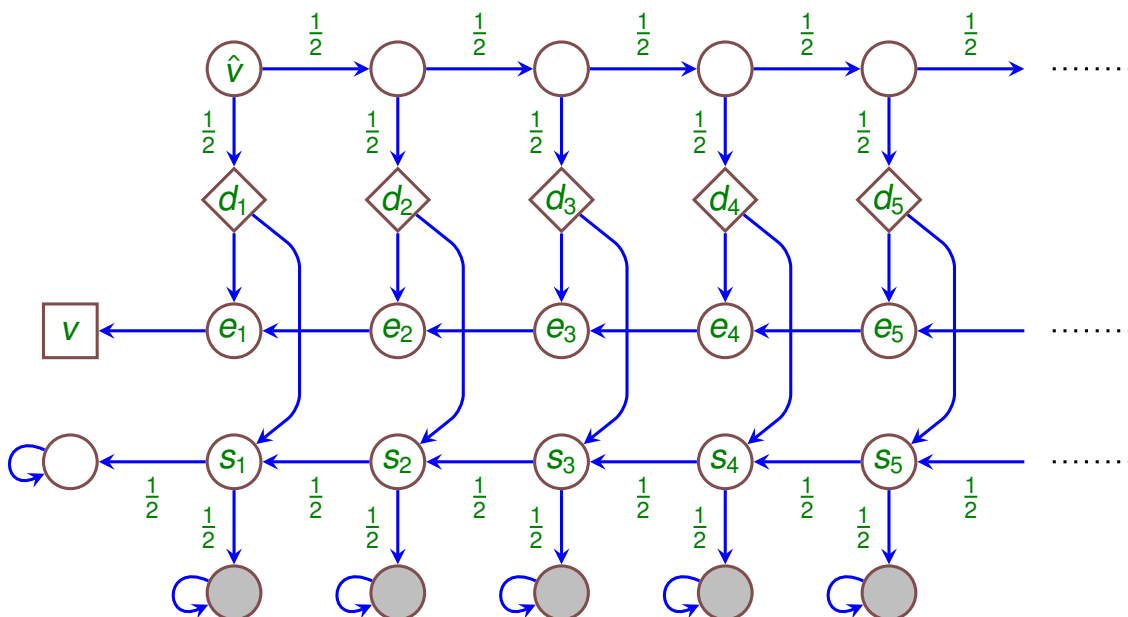 1/2 1/2 1/2 1/2 1/2
v̂ ........
1/2 1/2 1/2 1/2 1/2
d₁ d₂ d₃ d₄ d₅
v e₁ e₂ e₃ e₄ e₅ ........
s₁ s₂ s₃ s₄ s₅ ........
1/2 1/2 1/2 1/2 1/2 1/2
1/2 1/2 1/2 1/2 1/2